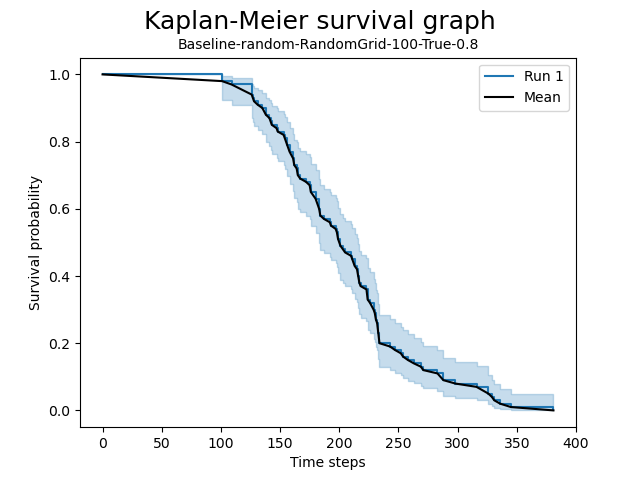 Kaplan-Meier survival graph
Baseline-random-RandomGrid-100-True-0.8
Run 1
Mean
Survival probability
1.0
0.8
0.6
0.4
0.2
0.0
0 50 100 150 200 250 300 350 400
Time steps